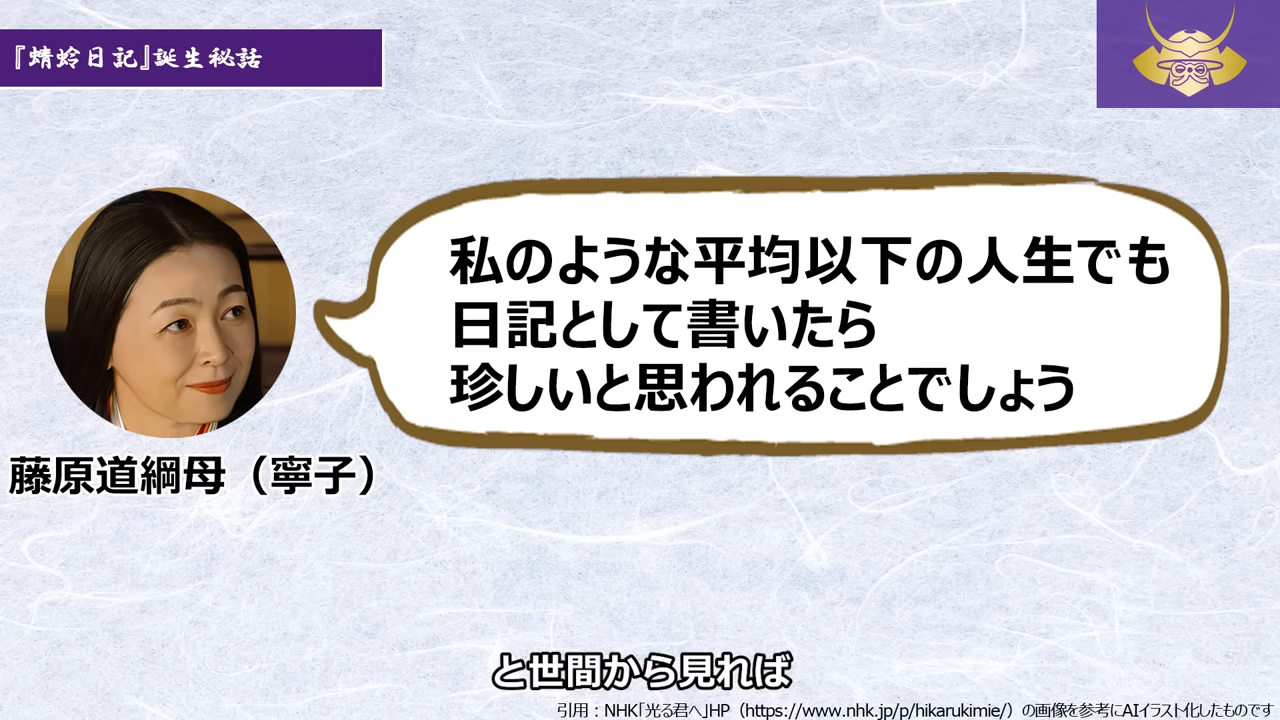 『蜻蛉日記』誕生秘話
私のような平均以下の人生でも
日記として書いたら
珍しいと思われることでしょう
藤原道綱母（寧子）
と世間から見れば
引用：NHK「光る君へ」HP（https://www.nhk.jp/p/hikarukimie/）の画像を参考にAIイラスト化したものです